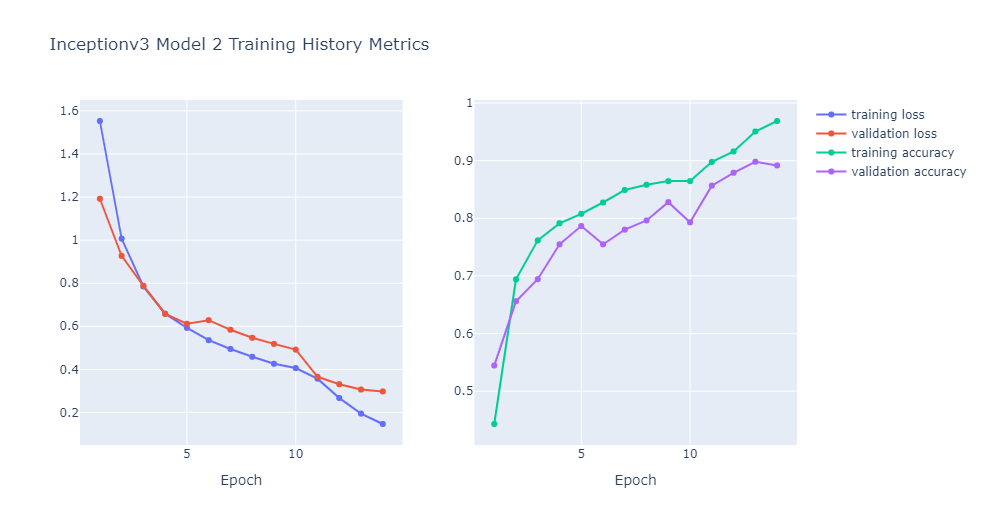 Inceptionv3 Model 2 Training History Metrics
1.6
1.4
1.2
1
0.8
0.6
0.4
0.2
5 10
Epoch
1
0.9
0.8
0.7
0.6
0.5
5 10
Epoch
training loss
validation loss
training accuracy
validation accuracy